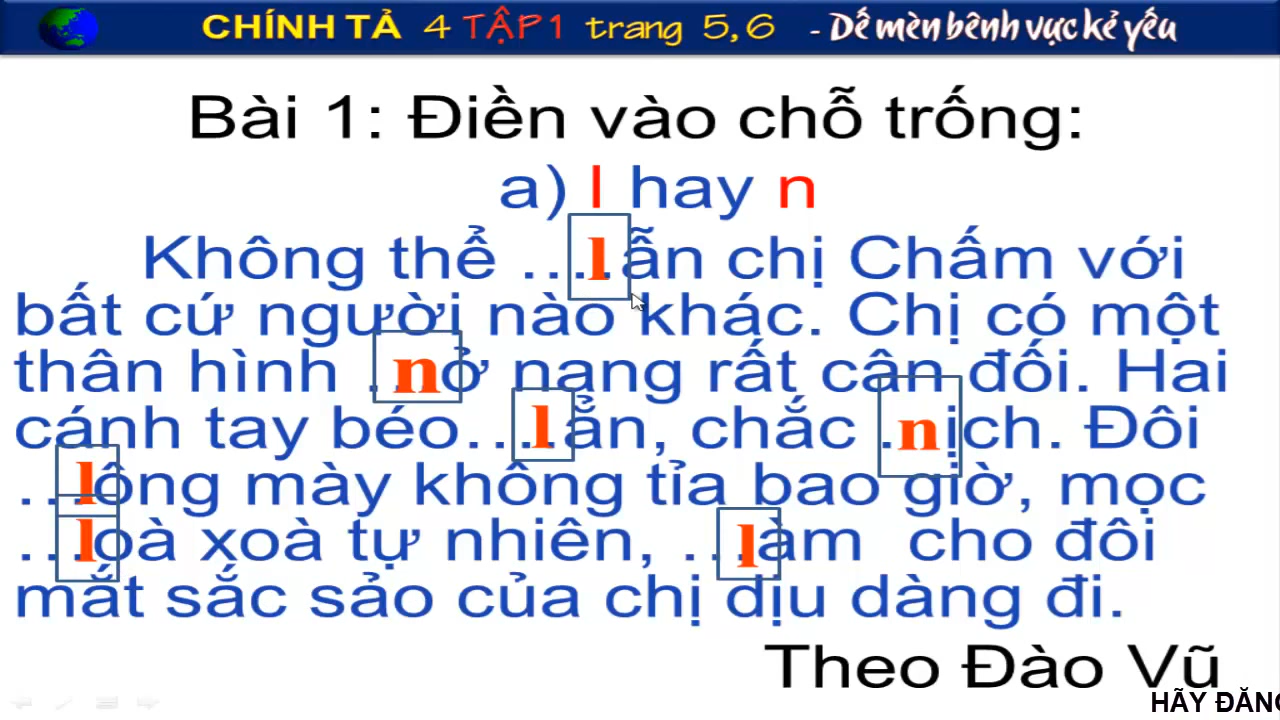 CHÍNH TẢ 4 TẬP 1 trang 5,6 - Dế mèn bênh vực kẻ yếu
Bài 1: Điền vào chỗ trống:
a) l hay n
Không thể ....lẫn chị Chấm với
bất cứ người nào khác. Chị có một
thân hình ...nở nang rất cân đối. Hai
cánh tay béo....lẳn, chắc .nịch. Đôi
...lông mày không tỉa bao giờ, mọc
...loà xoà tự nhiên, ...làm cho đôi
mắt sắc sảo của chị dịu dàng đi.
Theo Đào Vũ
HÃY ĐĂNG